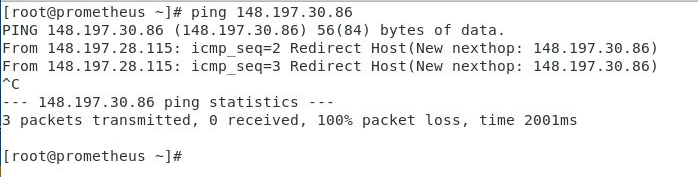 [root@prometheus ~]# ping 148.197.30.86
PING 148.197.30.86 (148.197.30.86) 56(84) bytes of data.
From 148.197.28.115: icmp_seq=2 Redirect Host(New nexthop: 148.197.30.86)
From 148.197.28.115: icmp_seq=3 Redirect Host(New nexthop: 148.197.30.86)
^C
--- 148.197.30.86 ping statistics ---
3 packets transmitted, 0 received, 100% packet loss, time 2001ms
[root@prometheus ~]#